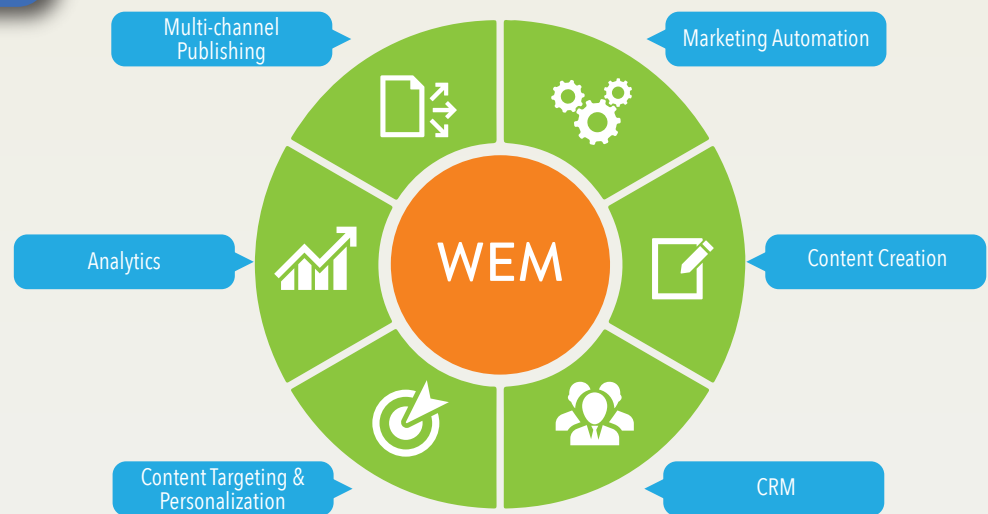 Multi-channel
Publishing
Marketing Automation
WEM
Analytics
Content Creation
Content Targeting &
Personalization
CRM